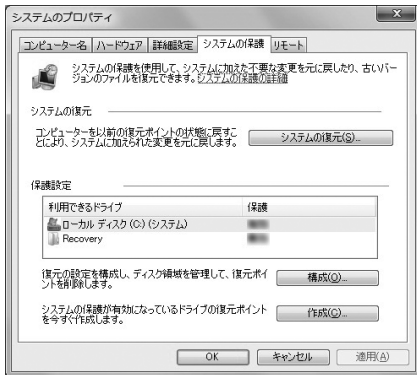 システムのプロパティ
コンピューター名 ハードウェア 詳細設定 システムの保護 リモート
システムの保護を使用して、システムに加えた不要な変更を元に戻したり、古いバー
ジョンのファイルを復元できます。システムの保護の詳細
システムの復元
コンピューターを以前の復元ポイントの状態に戻すこ
とにより、システムに加えられた変更を元に戻します。
システムの復元(S)...
保護設定
利用できるドライブ 保護
ローカル ディスク (C:) (システム)
Recovery
復元の設定を構成し、ディスク領域を管理して、復元ポイ
ントを削除します。
構成(O)...
システムの保護が有効になっているドライブの復元ポイント
を今すぐ作成します。
作成(C)...
OK キャンセル 適用(A)